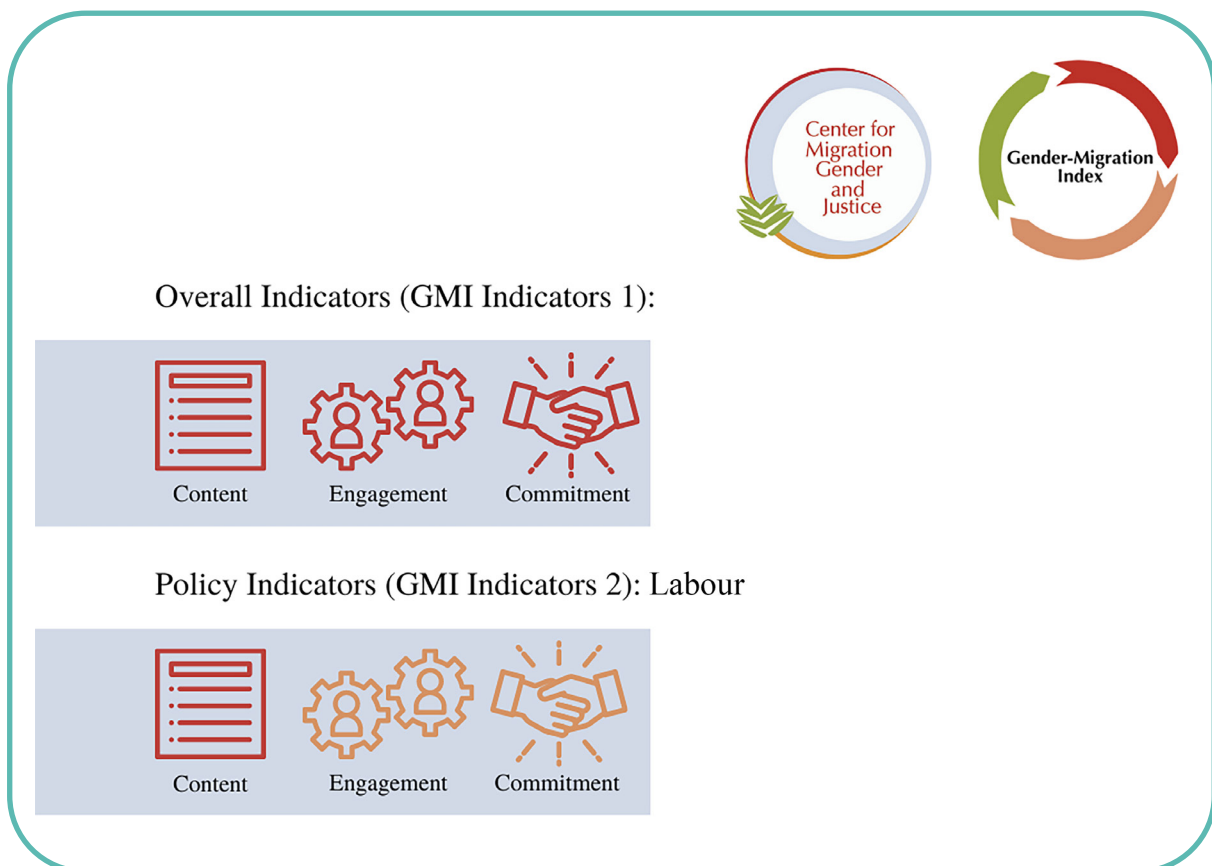 Center for
Migration
Gender
and
Justice
Gender-Migration
Index
Overall Indicators (GMI Indicators 1):
Content
Engagement
Commitment
Policy Indicators (GMI Indicators 2): Labour
Content
Engagement
Commitment